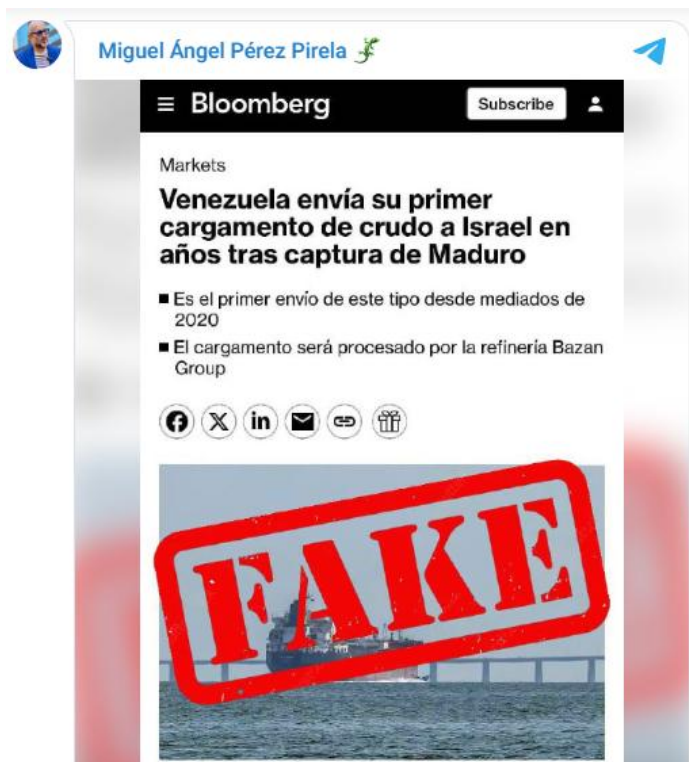 Miguel Ángel Pérez Pirela
Bloomberg
Subscribe
Markets
Venezuela envía su primer
cargamento de crudo a Israel en
años tras captura de Maduro
Es el primer envío de este tipo desde mediados de
2020
El cargamento será procesado por la refinería Bazan
Group
FAKE